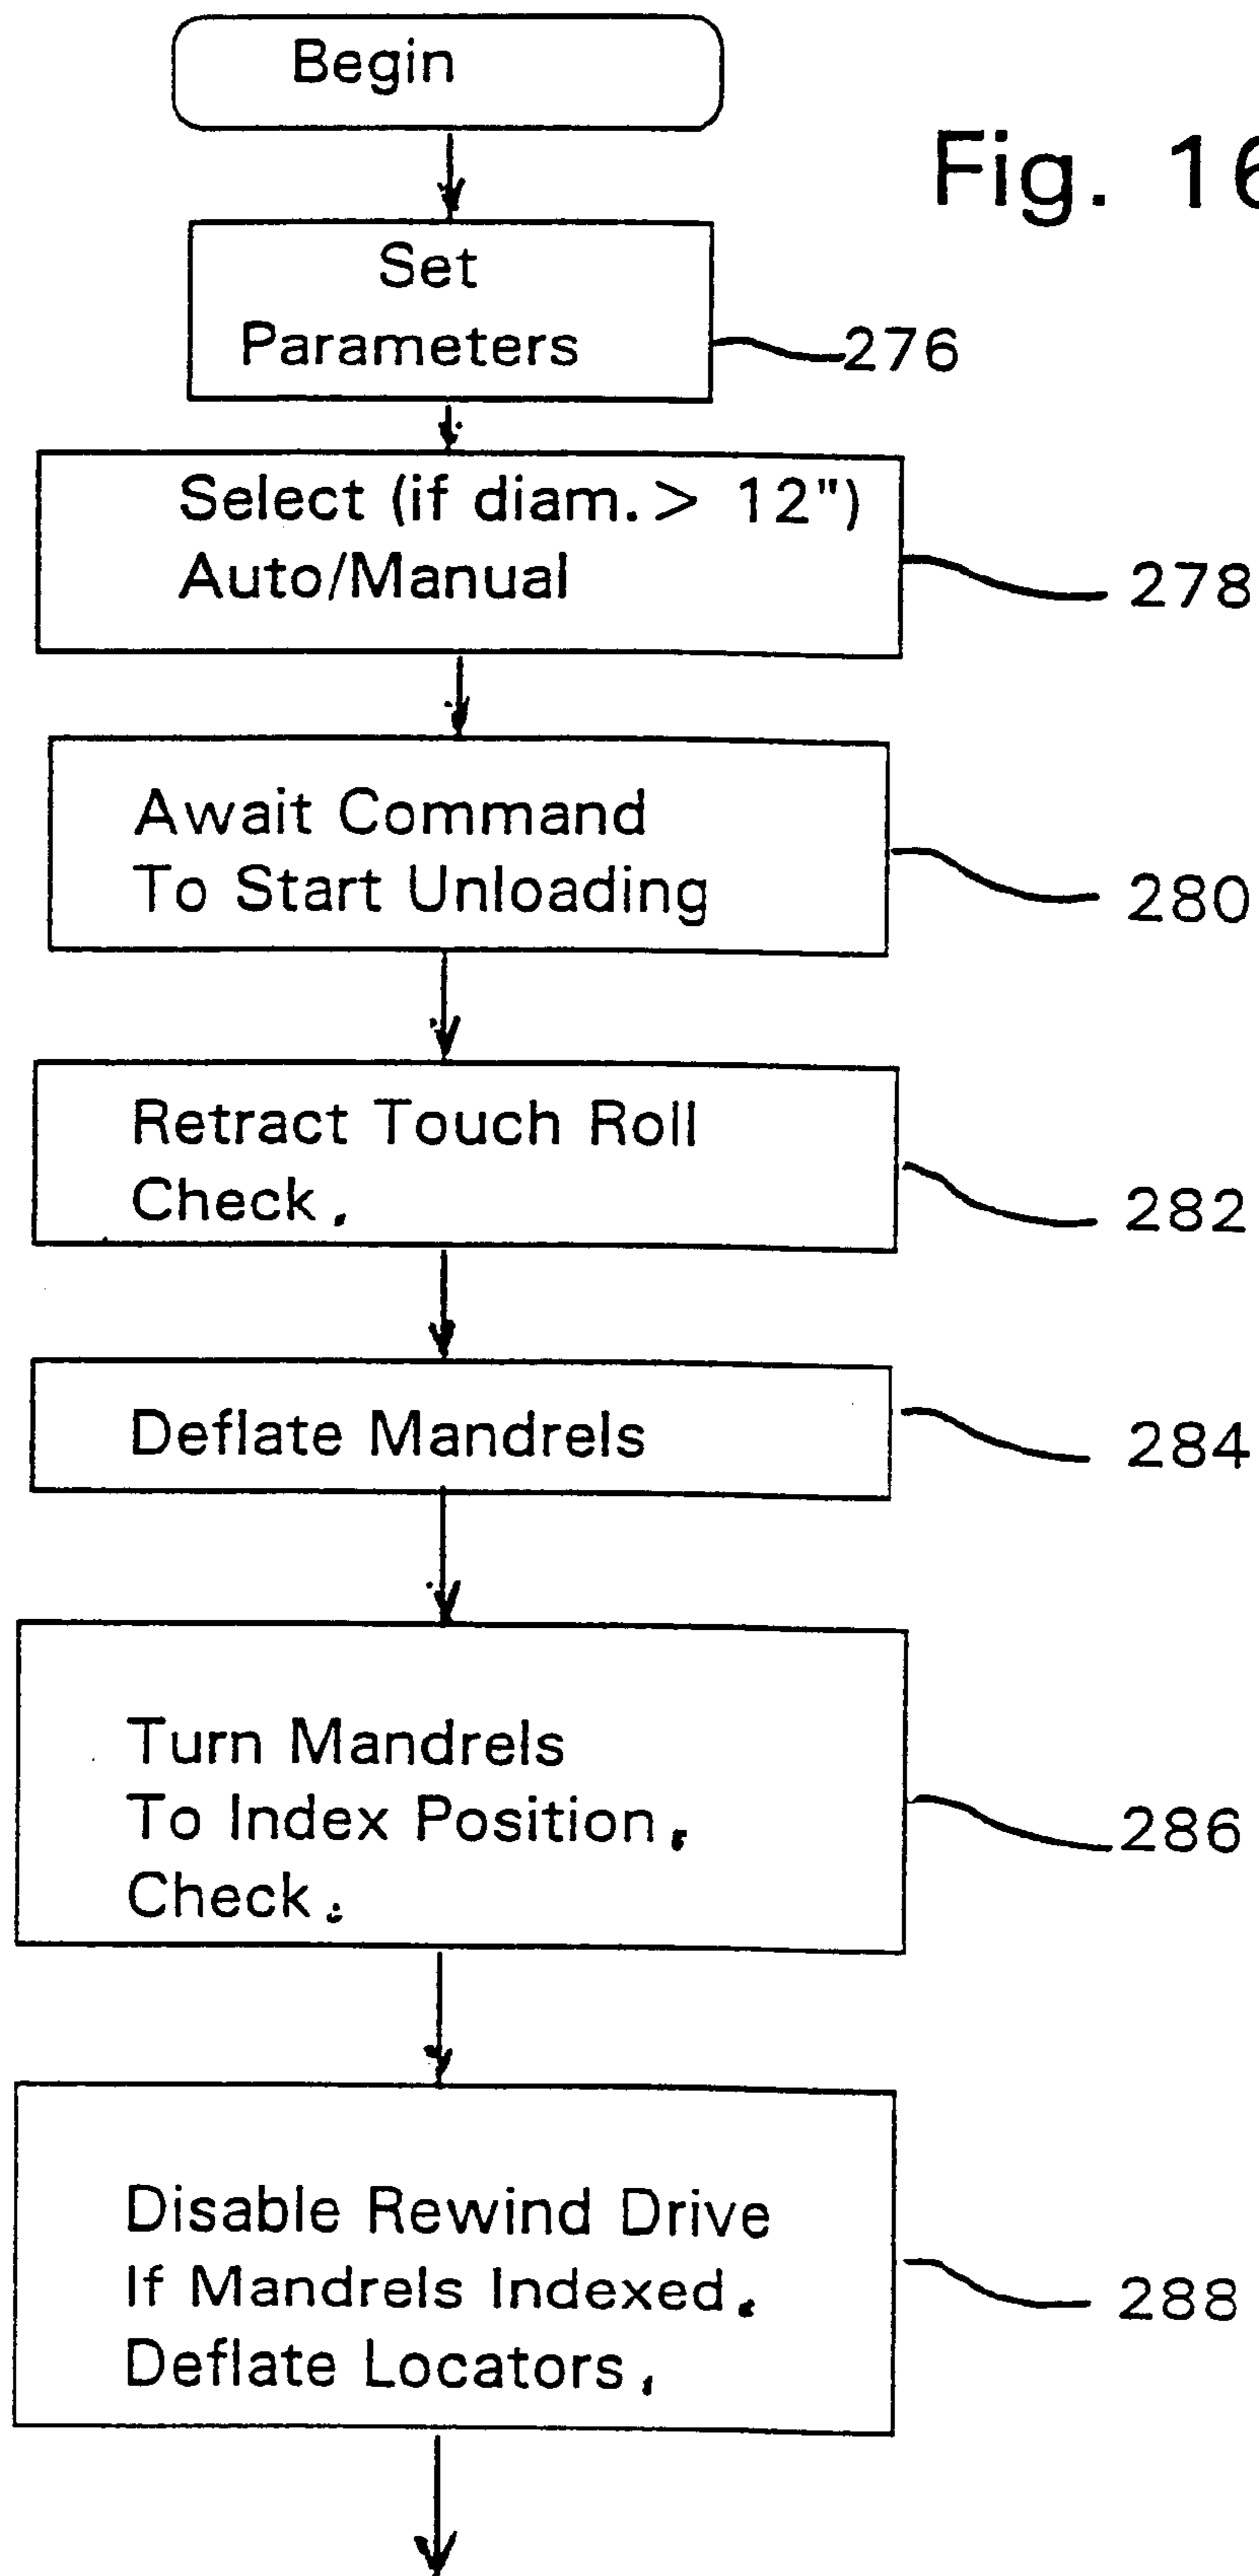 Begin
Fig. 16
Set
Parameters
276
Select (if diam. > 12")
Auto/Manual
278
Await Command
To Start Unloading
280
Retract Touch Roll
Check.
282
Deflate Mandrels
284
Turn Mandrels
To Index Position.
Check.
286
Disable Rewind Drive
If Mandrels Indexed.
Deflate Locators.
288